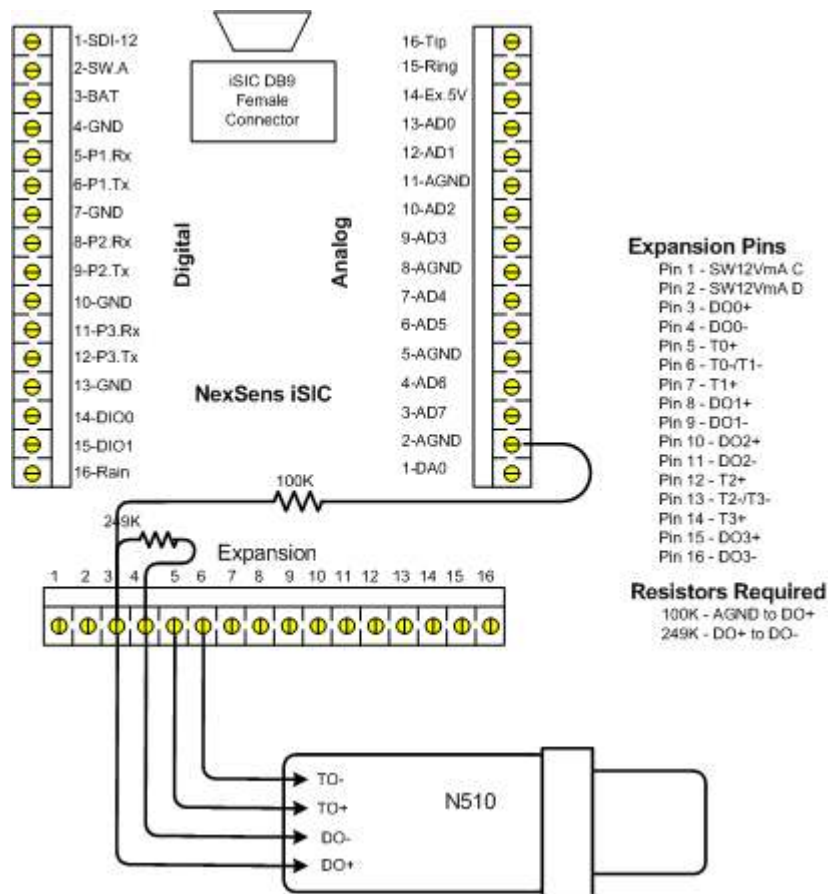 1-SDI-12
2-SW.A
3-BAT
4-GND
5-P1.Rx
6-P1.Tx
7-GND
8-P2.Rx
9-P2.Tx
10-GND
11-P3.Rx
12-P3.Tx
13-GND
14-DIO0
15-DIO1
16-Rain
iSIC DB9
Female
Connector
Digital
Analog
NexSens iSIC
16-Tip
15-Ring
14-Ex.5V
13-AD0
12-AD1
11-AGND
10-AD2
9-AD3
8-AGND
7-AD4
6-AD5
5-AGND
4-AD6
3-AD7
2-AGND
1-DA0
100K
249K
Expansion
1 2 3 4 5 6 7 8 9 10 11 12 13 14 15 16
Expansion Pins
Pin 1 - SW12VmA C
Pin 2 - SW12VmA D
Pin 3 - DO0+
Pin 4 - DO0-
Pin 5 - T0+
Pin 6 - T0-/T1-
Pin 7 - T1+
Pin 8 - DO1+
Pin 9 - DO1-
Pin 10 - DO2+
Pin 11 - DO2-
Pin 12 - T2+
Pin 13 - T2-/T3-
Pin 14 - T3+
Pin 15 - DO3+
Pin 16 - DO3-
Resistors Required
100K - AGND to DO+
249K - DO+ to DO-
TO-
TO+
DO-
DO+
N510